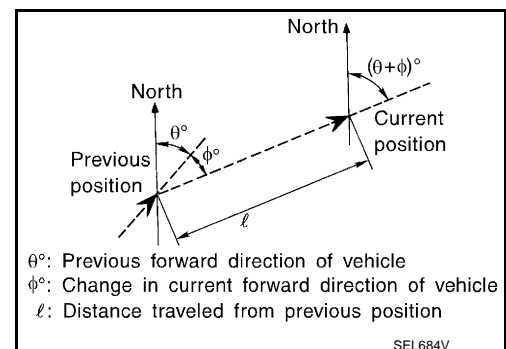 North
(θ+ϕ)°
North
θ°
ϕ°
Current
position
Previous
position
ℓ
θ°: Previous forward direction of vehicle
ϕ°: Change in current forward direction of vehicle
ℓ: Distance traveled from previous position
SEL684V